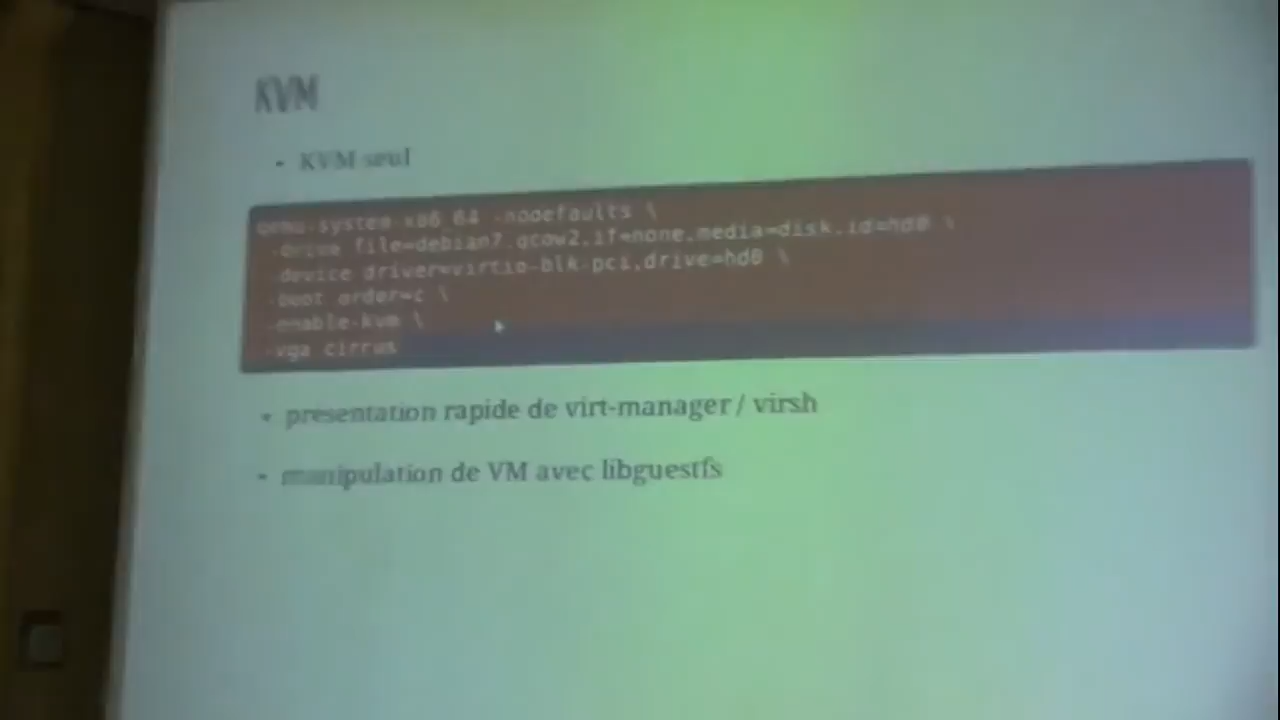 KVM
• KVM seul
qemu-system-x86_64 -nodefaults \
-drive file=debian7.qcow2,if=none,media=disk,id=hd0 \
-device driver=virtio-blk-pci,drive=hd0 \
-boot order=c \
-enable-kvm \
-vga cirrus
• présentation rapide de virt-manager / virsh
• manipulation de VM avec libguestfs